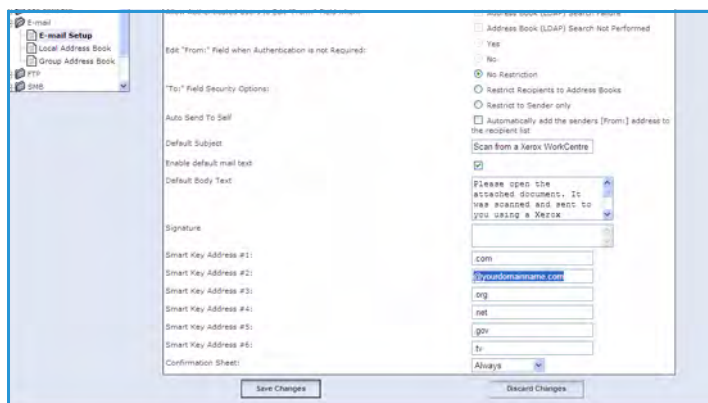 E-mail
E-mail Setup
Local Address Book
Group Address Book
FTP
SMB
Address Book (LDAP) Search Not Performed
Edit "From:" Field when Authentication is not Required:
Yes
No
No Restriction
"To:" Field Security Options:
Restrict Recipients to Address Books
Restrict to Sender only
Auto Send To Self
Automatically add the senders [From:] address to
the recipient list
Default Subject
Scan from a Xerox WorkCentre
Enable default mail text
Default Body Text
Please open the
attached document. It
was scanned and sent to
you using a Xerox
Signature
Smart Key Address #1:
.com
Smart Key Address #2:
@yourdomainname.com
Smart Key Address #3:
.org
Smart Key Address #4:
.net
Smart Key Address #5:
.gov
Smart Key Address #6:
.tv
Confirmation Sheet:
Always
Save Changes
Discard Changes